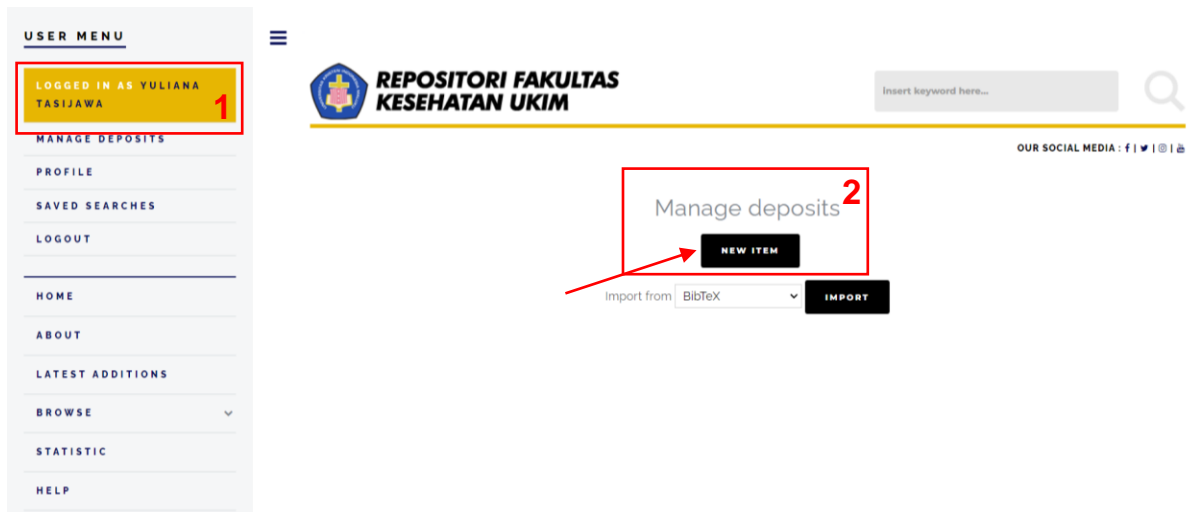 USER MENU
LOGGED IN AS YULIANA
TASIJAWA
1
MANAGE DEPOSITS
PROFILE
SAVED SEARCHES
LOGOUT
HOME
ABOUT
LATEST ADDITIONS
BROWSE
STATISTIC
HELP
REPOSITORI FAKULTAS
KESEHATAN UKIM
Insert keyword here...
OUR SOCIAL MEDIA : f | | |
Manage deposits
2
NEW ITEM
Import from BibTeX IMPORT